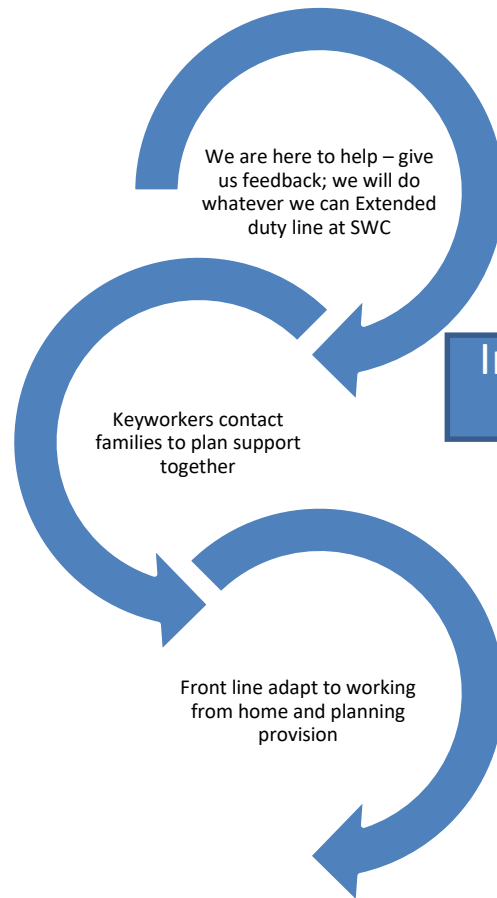 We are here to help – give
us feedback; we will do
whatever we can Extended
duty line at SWC
Keyworkers contact
families to plan support
together
Front line adapt to working
from home and planning
provision